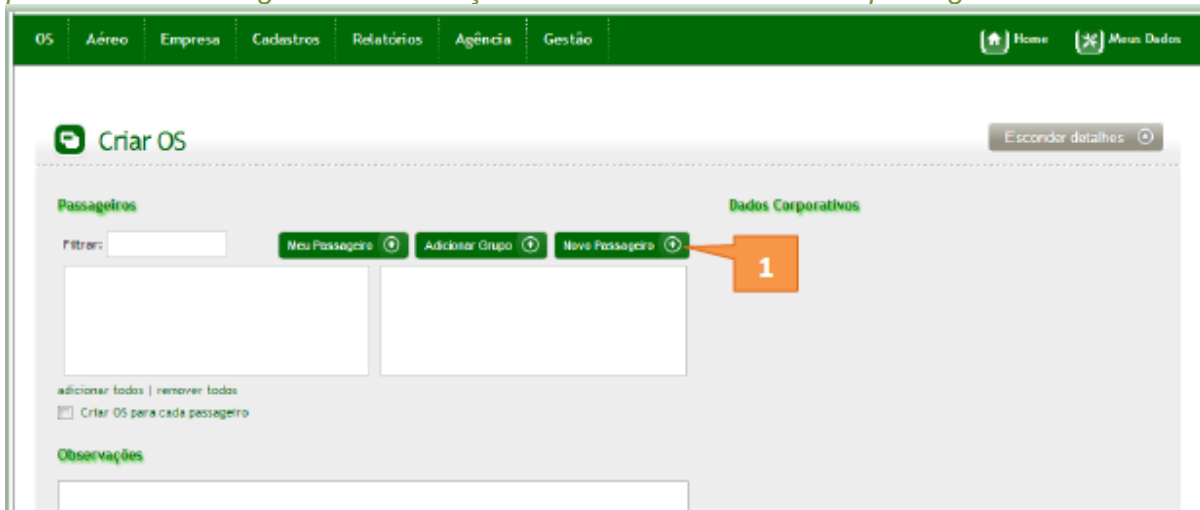 OS Aéreo Empresa Cadastros Relatórios Agência Gestão Home Meus Dados
Criar OS
Esconder detalhes
Passageiros
Dados Corporativos
Filtrar:
Meu Passageiro
Adicionar Grupo
Novo Passageiro
1
adicionar todos | remover todos
Criar OS para cada passageiro
Observações